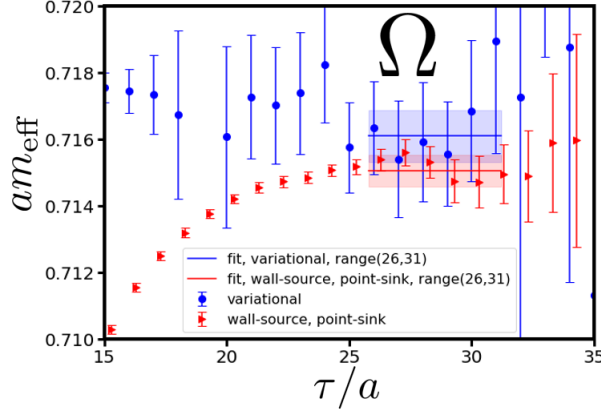 0.720
0.718
0.716
0.714
0.712
0.710
am_eff
Ω
fit, variational, range(26,31)
fit, wall-source, point-sink, range(26,31)
variational
wall-source, point-sink
15 20 25 30 35
τ/a